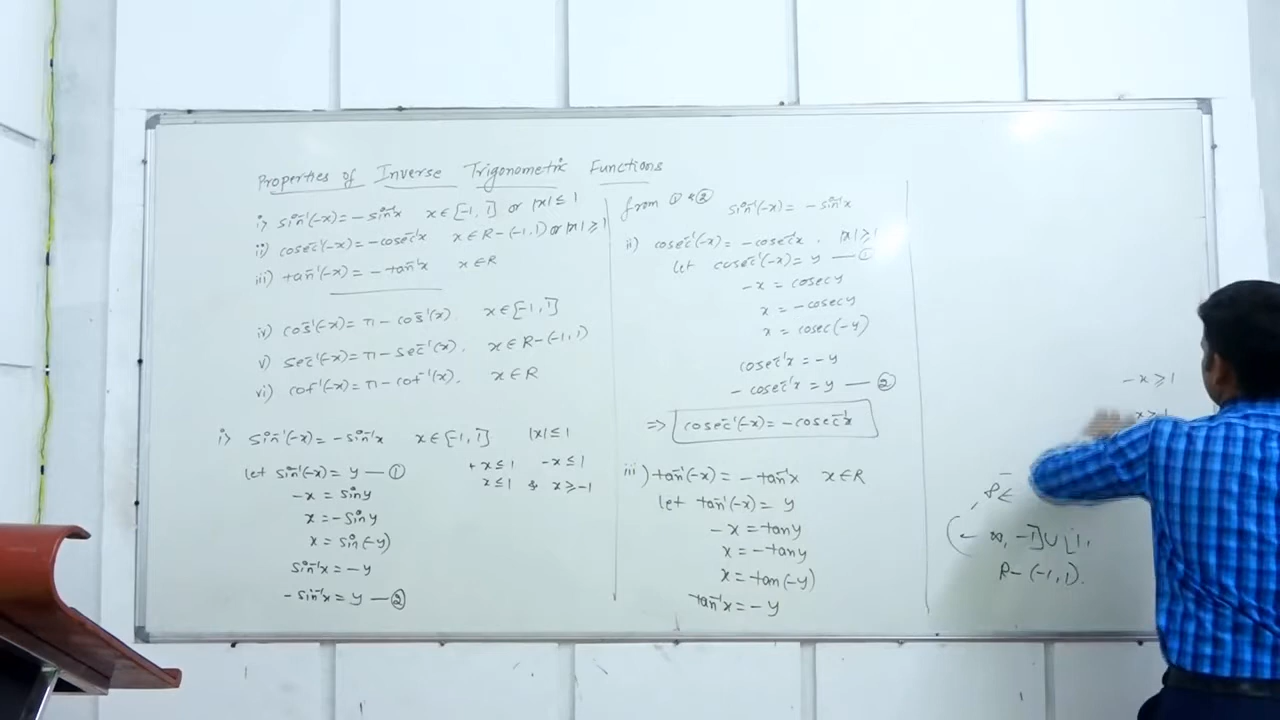 Properties of Inverse Trigonometric Functions
i) sin⁻¹(-x) = -sin⁻¹x x ∈ [-1, 1] or |x| ≤ 1
ii) cosec⁻¹(-x) = -cosec⁻¹x x ∈ R - (-1, 1) or |x| ≥ 1
iii) tan⁻¹(-x) = -tan⁻¹x x ∈ R
iv) cos⁻¹(-x) = π - cos⁻¹(x) x ∈ [-1, 1]
v) sec⁻¹(-x) = π - sec⁻¹(x). x ∈ R - (-1, 1)
vi) cot⁻¹(-x) = π - cot⁻¹(x). x ∈ R
i) sin⁻¹(-x) = -sin⁻¹x x ∈ [-1, 1] |x| ≤ 1
let sin⁻¹(-x) = y — ① + x ≤ 1 -x ≤ 1
-x = sin y x ≤ 1 & x ≥ -1
x = -sin y
x = sin(-y)
sin⁻¹x = -y
-sin⁻¹x = y — ②
from ① & ② sin⁻¹(-x) = -sin⁻¹x
ii) cosec⁻¹(-x) = -cosec⁻¹x. |x| ≥ 1
let cosec⁻¹(-x) = y — ①
-x = cosec y
x = -cosec y
x = cosec(-y)
cosec⁻¹x = -y
-cosec⁻¹x = y — ②
=> cosec⁻¹(-x) = -cosec⁻¹x
iii) tan⁻¹(-x) = -tan⁻¹x x ∈ R
let tan⁻¹(-x) = y
-x = tan y
x = -tan y
x = tan(-y)
tan⁻¹x = -y
-x ≥ 1
(-∞, -1] ∪ [1,
R - (-1, 1).